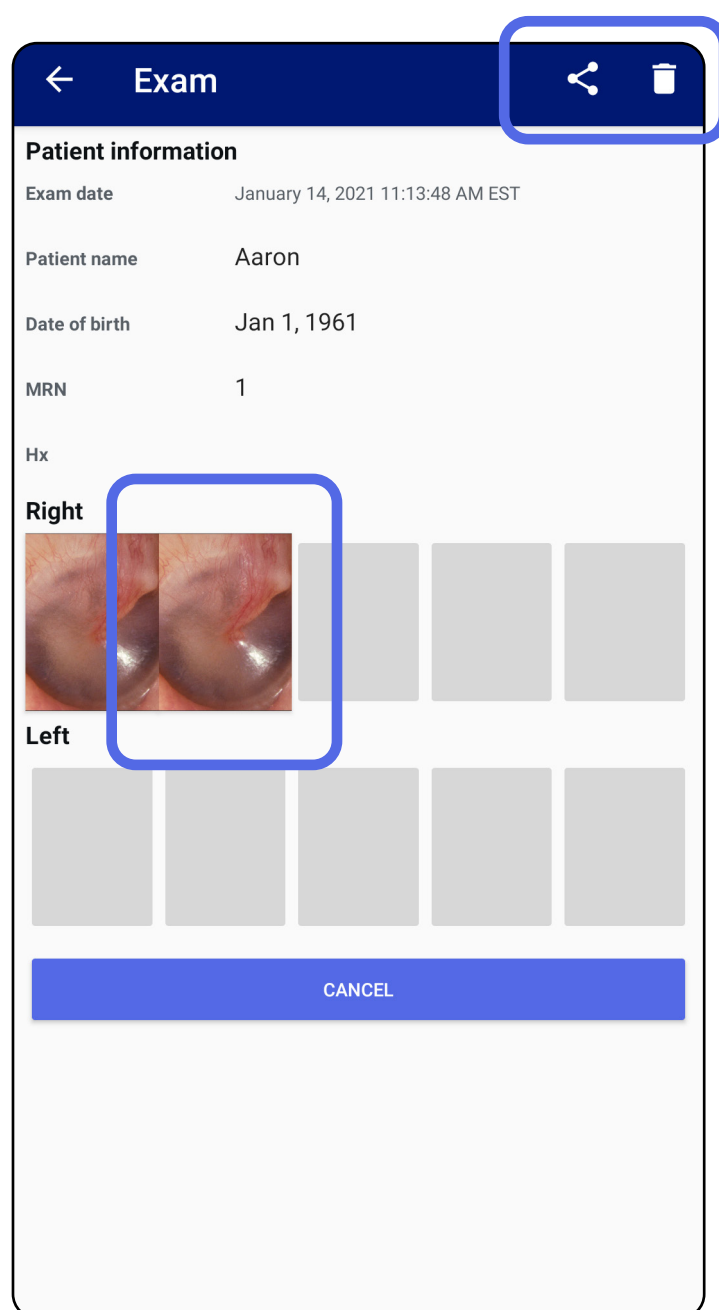 Exam
Patient information
Exam date January 14, 2021 11:13:48 AM EST
Patient name Aaron
Date of birth Jan 1, 1961
MRN 1
Hx
Right
Left
CANCEL